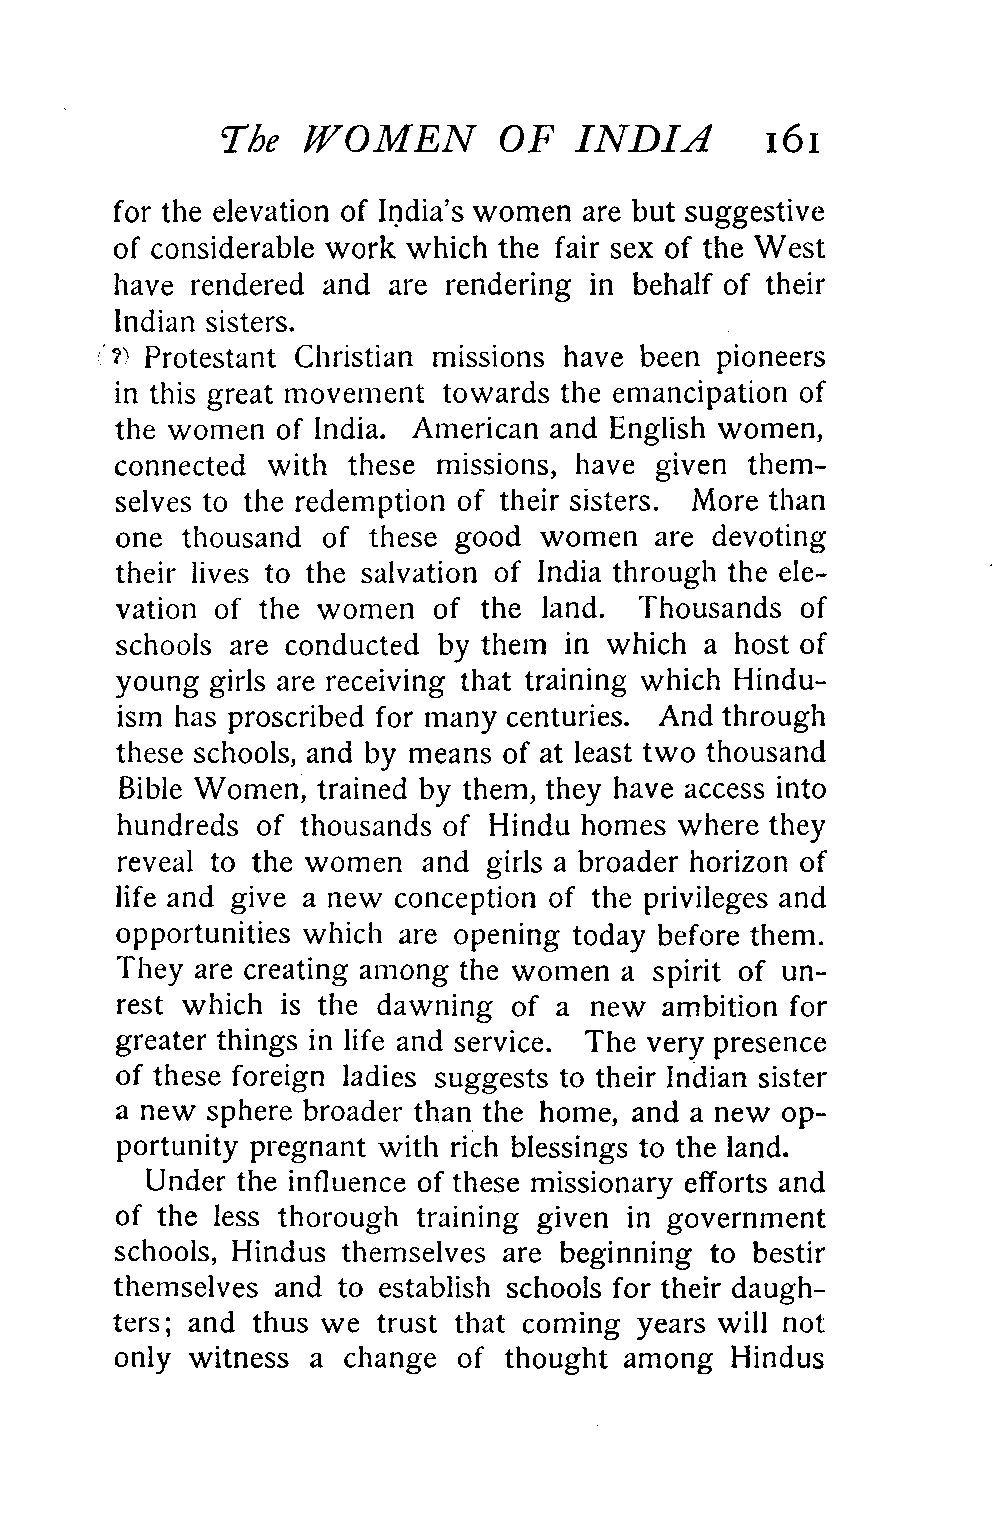 The WOMEN OF INDIA 161
for the elevation of India's women are but suggestive
of considerable work which the fair sex of the West
have rendered and are rendering in behalf of their
Indian sisters.
(?) Protestant Christian missions have been pioneers
in this great movement towards the emancipation of
the women of India. American and English women,
connected with these missions, have given them-
selves to the redemption of their sisters. More than
one thousand of these good women are devoting
their lives to the salvation of India through the ele-
vation of the women of the land. Thousands of
schools are conducted by them in which a host of
young girls are receiving that training which Hindu-
ism has proscribed for many centuries. And through
these schools, and by means of at least two thousand
Bible Women, trained by them, they have access into
hundreds of thousands of Hindu homes where they
reveal to the women and girls a broader horizon of
life and give a new conception of the privileges and
opportunities which are opening today before them.
They are creating among the women a spirit of un-
rest which is the dawning of a new ambition for
greater things in life and service. The very presence
of these foreign ladies suggests to their Indian sister
a new sphere broader than the home, and a new op-
portunity pregnant with rich blessings to the land.
Under the influence of these missionary efforts and
of the less thorough training given in government
schools, Hindus themselves are beginning to bestir
themselves and to establish schools for their daugh-
ters; and thus we trust that coming years will not
only witness a change of thought among Hindus